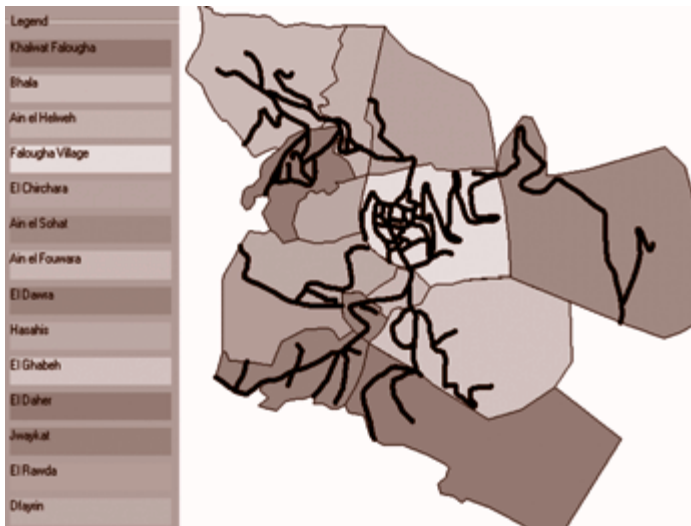 Legend
Khalwat Falougha
Bhala
Ain el Helweh
Falougha Village
El Chirchara
Ain el Sohat
Ain el Fouwara
El Dawra
Hasahis
El Ghabeh
El Daher
Jwaykat
El Rawda
Dlayrin